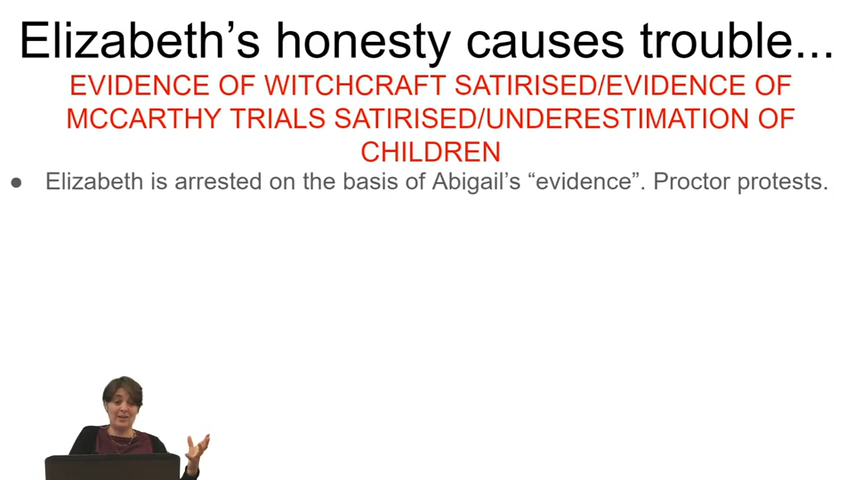 Elizabeth’s honesty causes trouble...
EVIDENCE OF WITCHCRAFT SATIRISED/EVIDENCE OF
MCCARTHY TRIALS SATIRISED/UNDERESTIMATION OF
CHILDREN
● Elizabeth is arrested on the basis of Abigail’s “evidence”. Proctor protests.